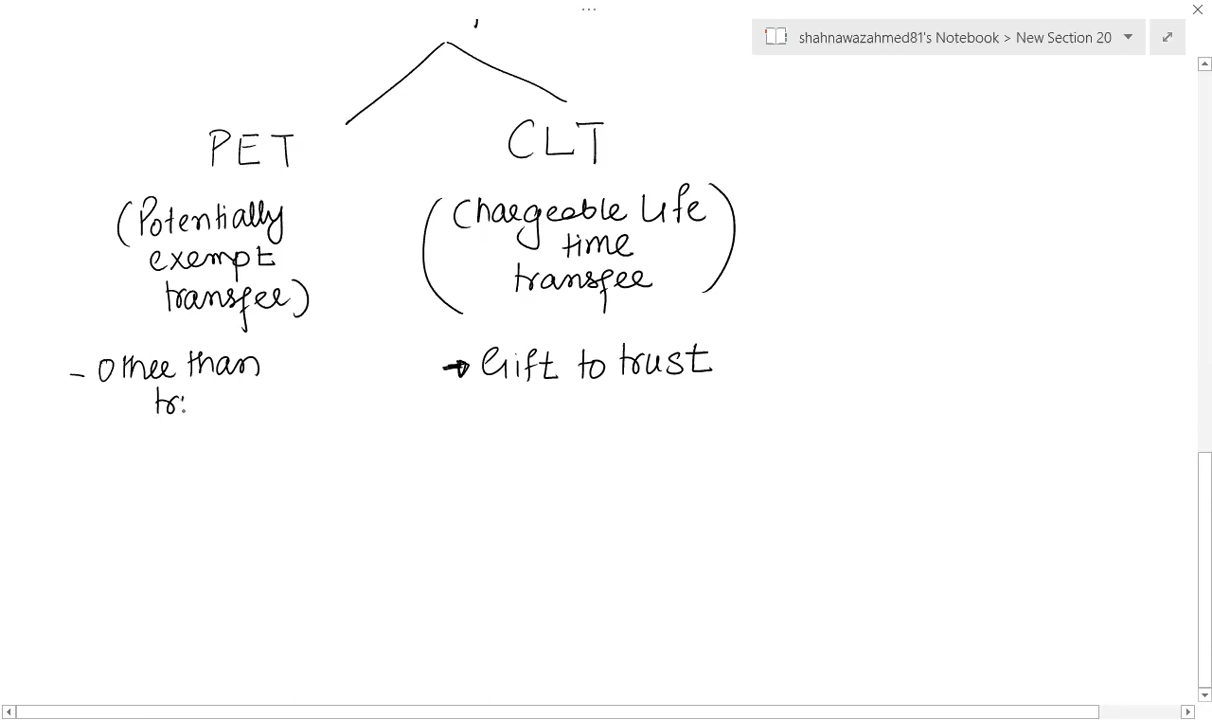 shahnawazahmed81's Notebook > New Section 20
PET
CLT
(Potentially
exempt
transfer)
(Chargeable life
time
transfer)
- Other than
→ Gift to trust